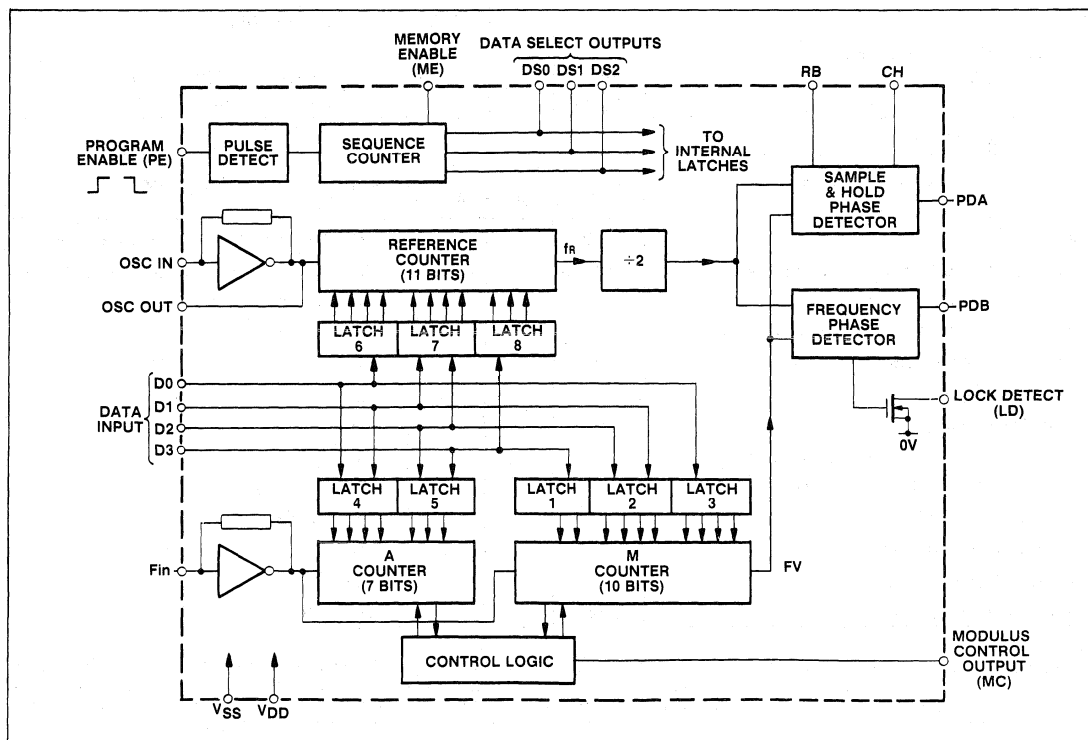 MEMORY
ENABLE
(ME)
DATA SELECT OUTPUTS
DS0 DS1 DS2
RB
CH
PROGRAM
ENABLE (PE)
PULSE
DETECT
SEQUENCE
COUNTER
TO
INTERNAL
LATCHES
SAMPLE
& HOLD
PHASE
DETECTOR
PDA
OSC IN
OSC OUT
REFERENCE
COUNTER
(11 BITS)
fR
÷2
LATCH
6
LATCH
7
LATCH
8
FREQUENCY
PHASE
DETECTOR
PDB
LOCK DETECT
(LD)
0V
DATA
INPUT
D0
D1
D2
D3
LATCH
4
LATCH
5
LATCH
1
LATCH
2
LATCH
3
Fin
A
COUNTER
(7 BITS)
M
COUNTER
(10 BITS)
FV
CONTROL LOGIC
MODULUS
CONTROL
OUTPUT
(MC)
VSS
VDD